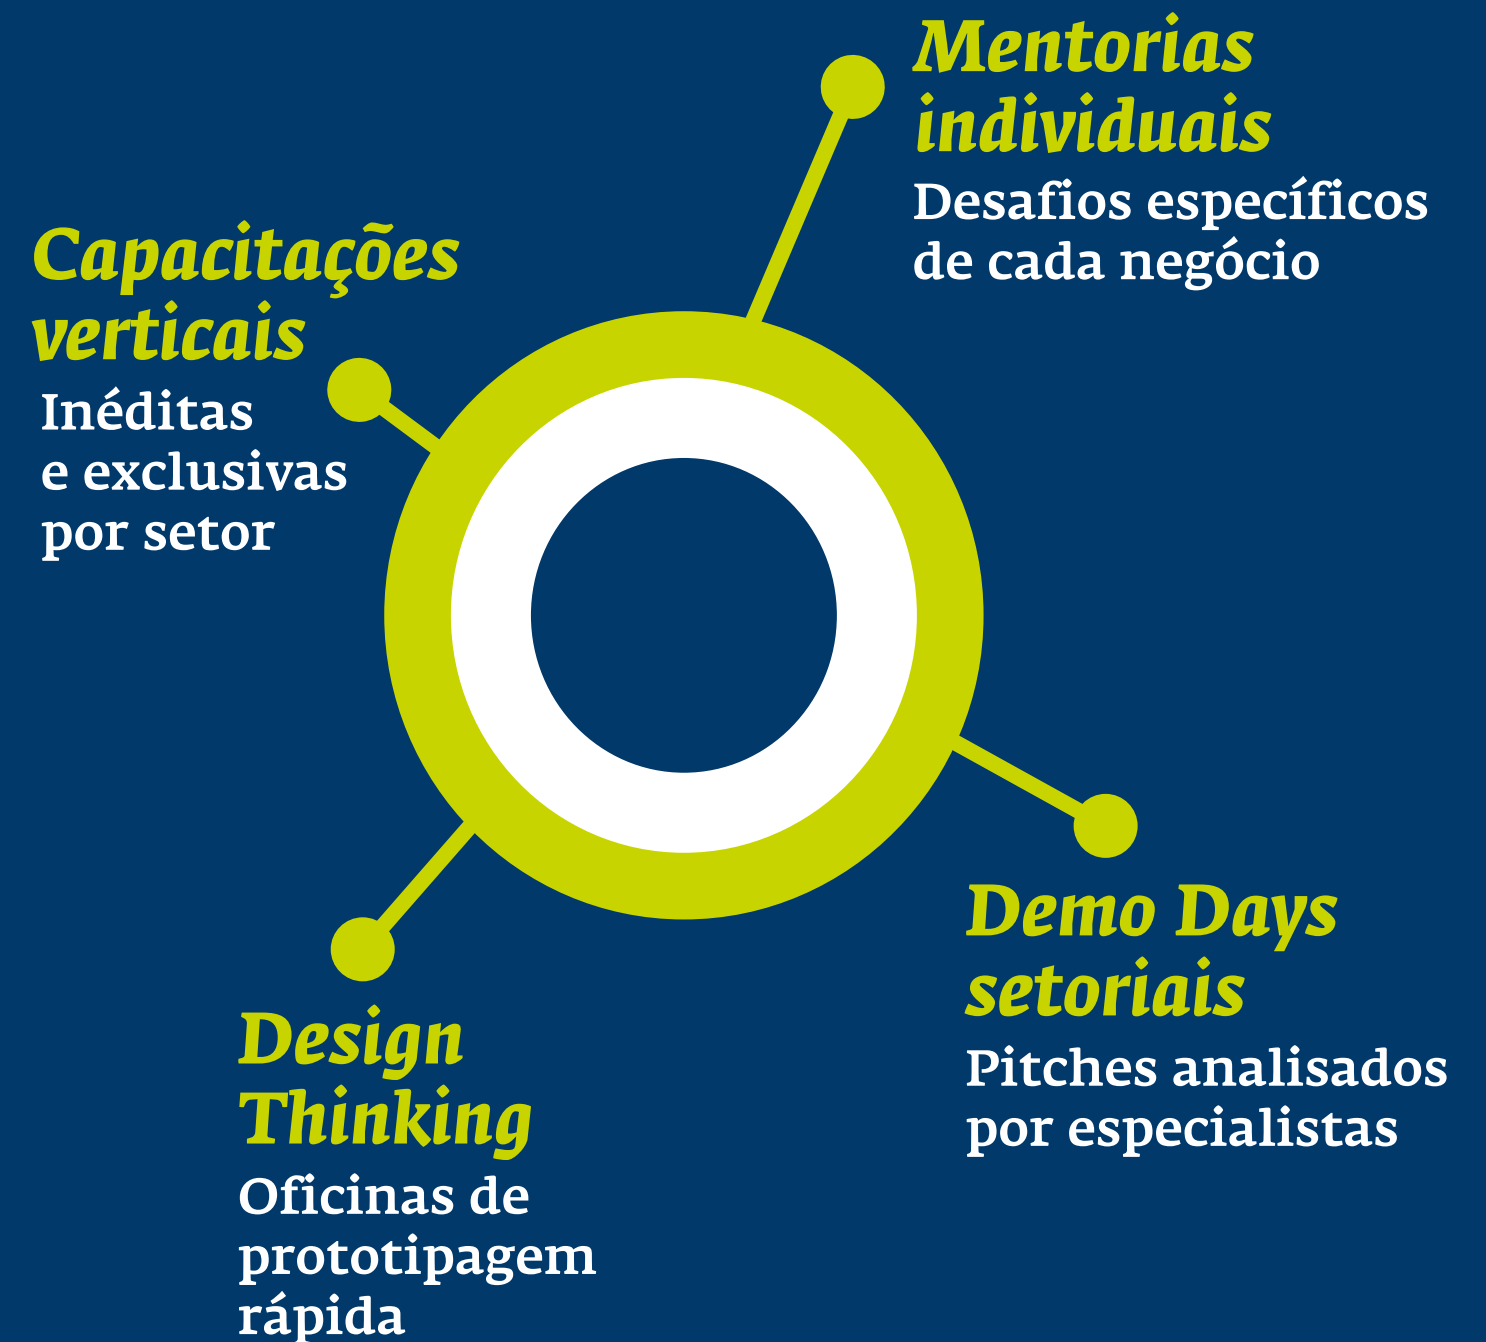 Mentorias
individuais
Desafios específicos
de cada negócio
Capacitações
verticais
Inéditas
e exclusivas
por setor
Demo Days
setoriais
Pitches analisados
por especialistas
Design
Thinking
Oficinas de
prototipagem
rápida